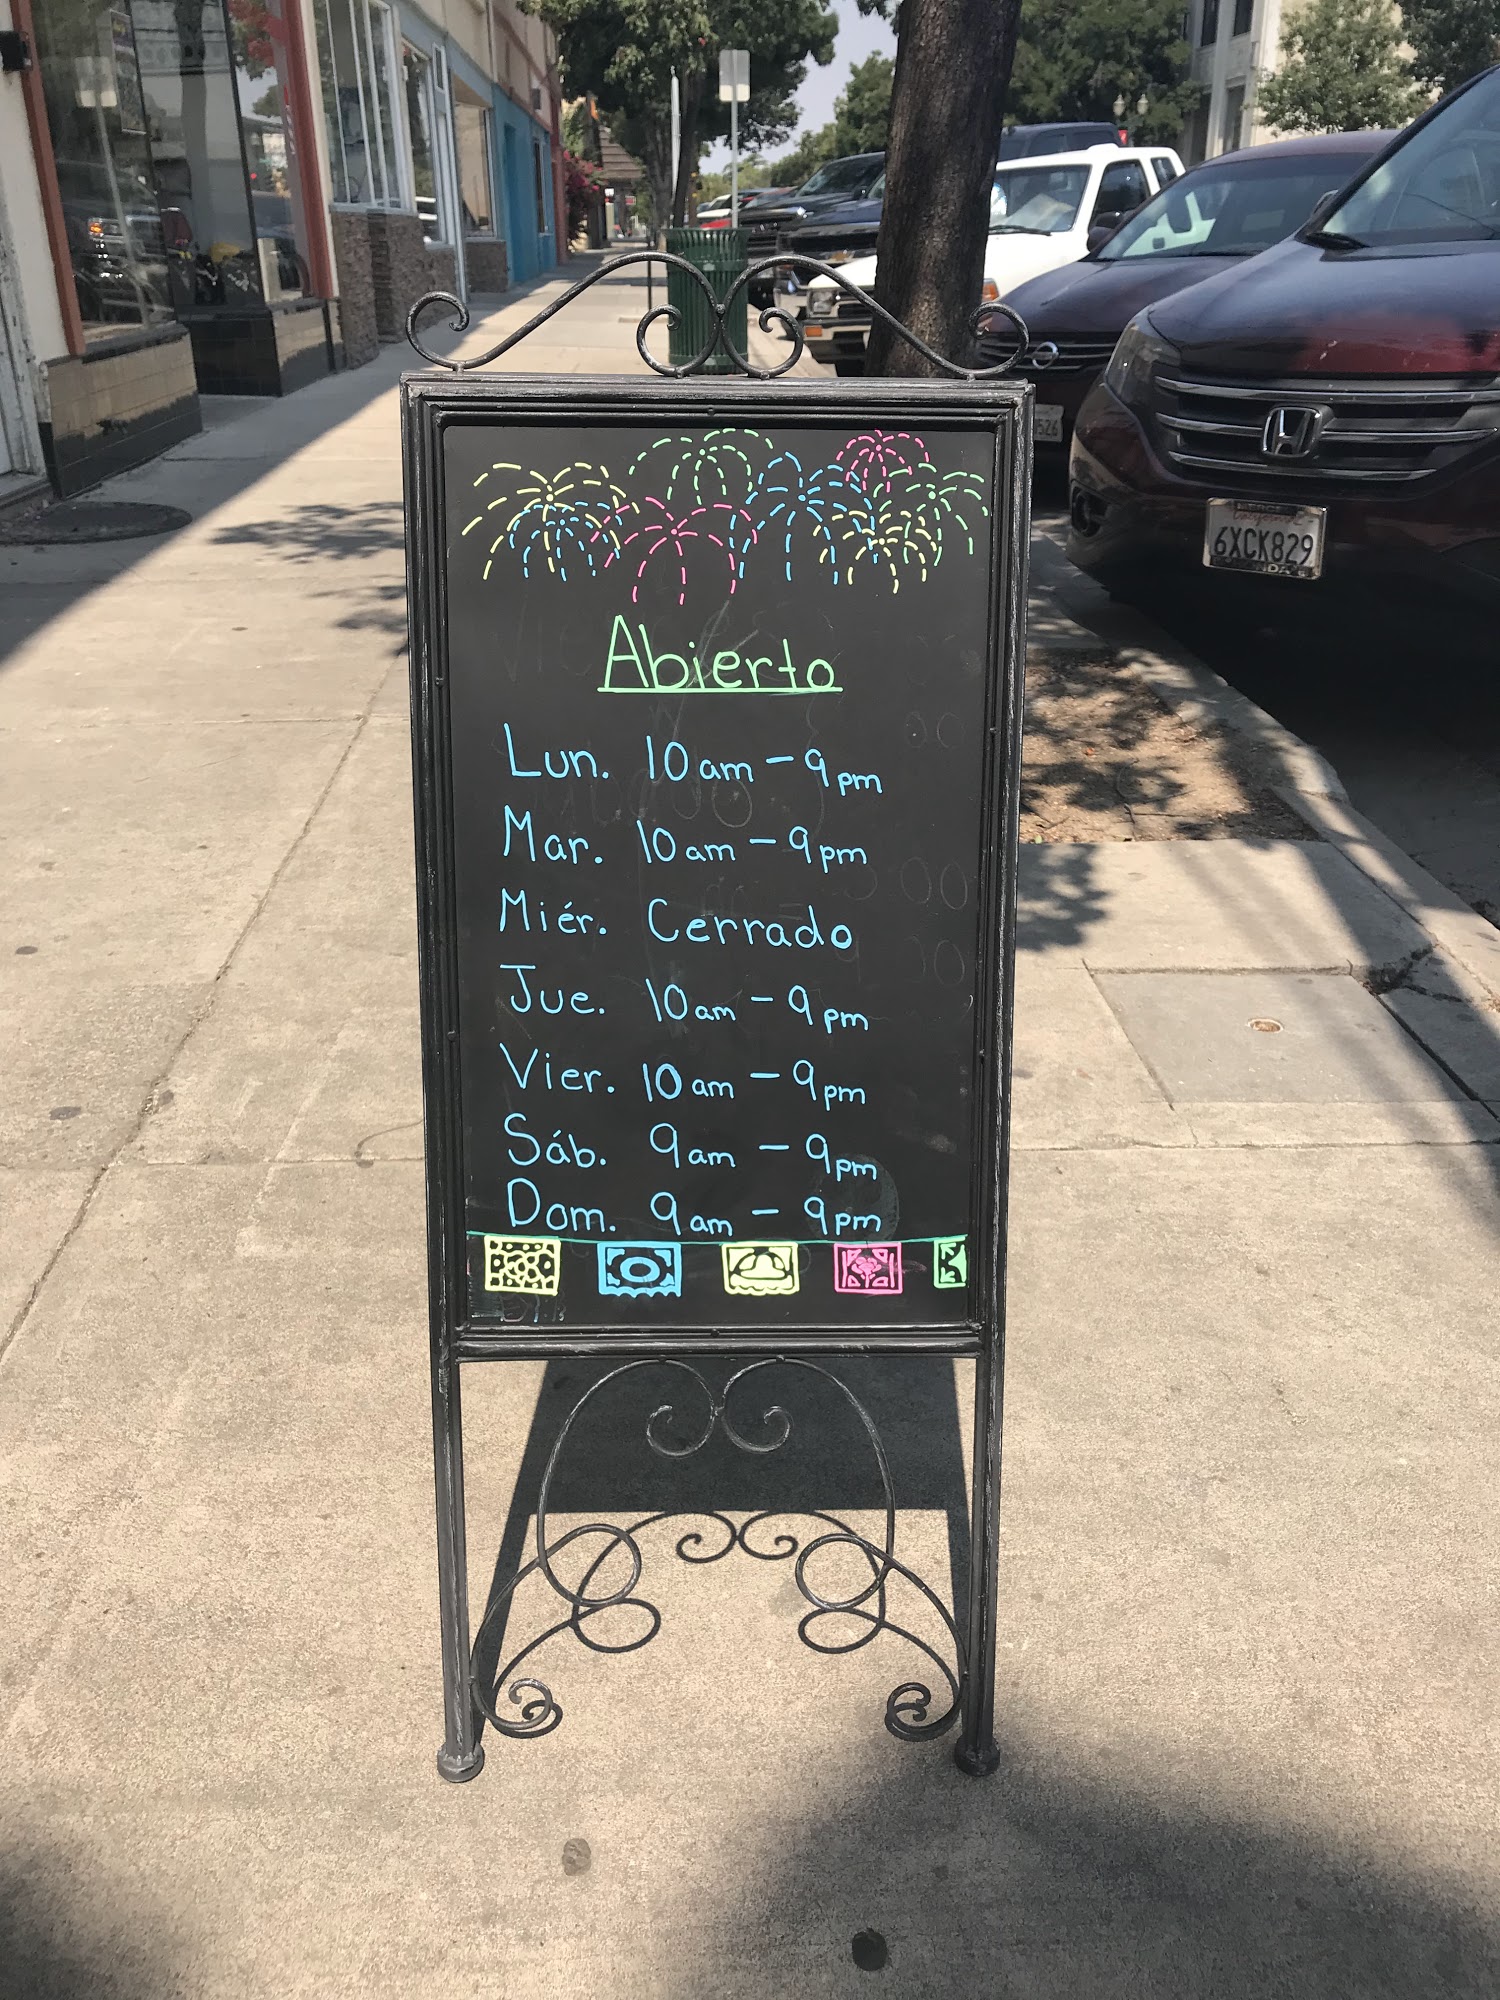 Abierto
Lun. 10am - 9pm
Mar. 10am - 9pm
Miér. Cerrado
Jue. 10am - 9pm
Vier. 10am - 9pm
Sáb. 9am - 9pm
Dom. 9am - 9pm
6XCK829